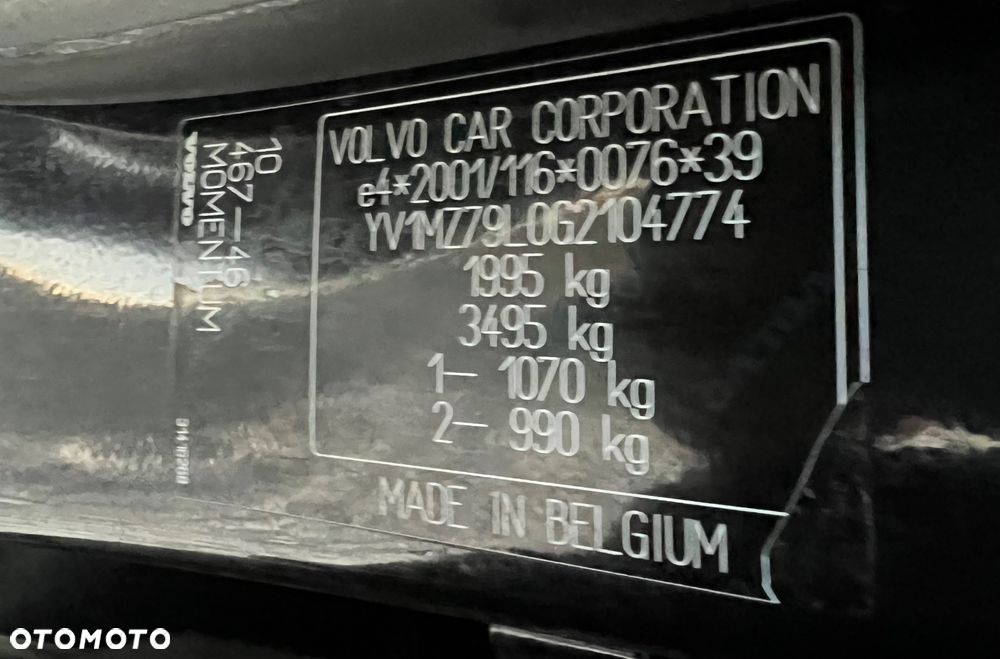 VOLVO CAR CORPORATION
e4*2001/116*0076*39
YV1MZ79L0G2104774
1995 kg
3495 kg
1– 1070 kg
2– 990 kg
MADE IN BELGIUM
10
467–46
MOMENTUM
VOLVO
OTOMOTO